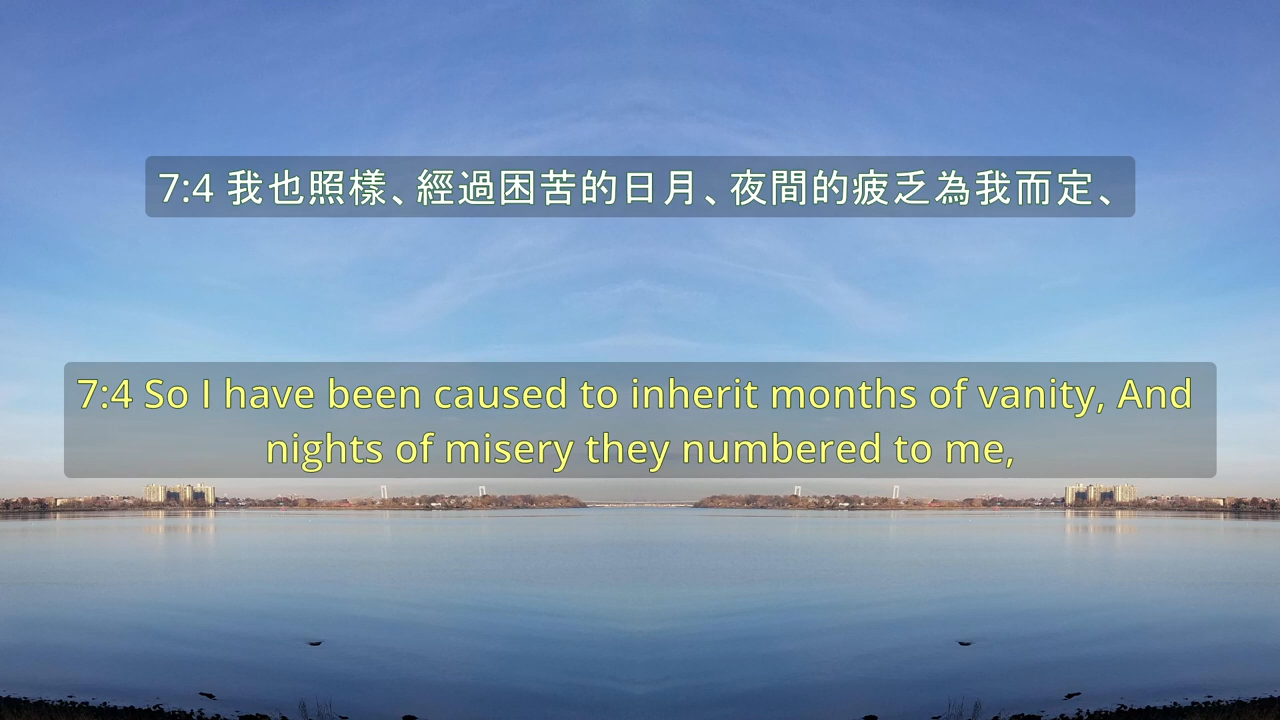 7:4 我也照樣、經過困苦的日月、夜間的疲乏為我而定、
7:4 So I have been caused to inherit months of vanity, And
nights of misery they numbered to me,